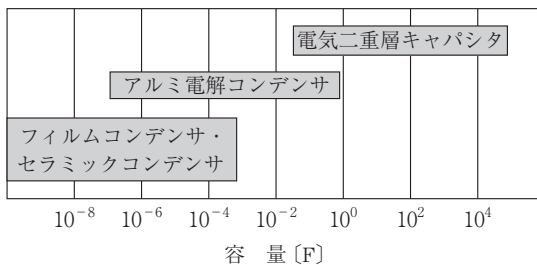 電気二重層キャパシタ
アルミ電解コンデンサ
フィルムコンデンサ・
セラミックコンデンサ
10⁻⁸ 10⁻⁶ 10⁻⁴ 10⁻² 10⁰ 10² 10⁴
容 量〔F〕